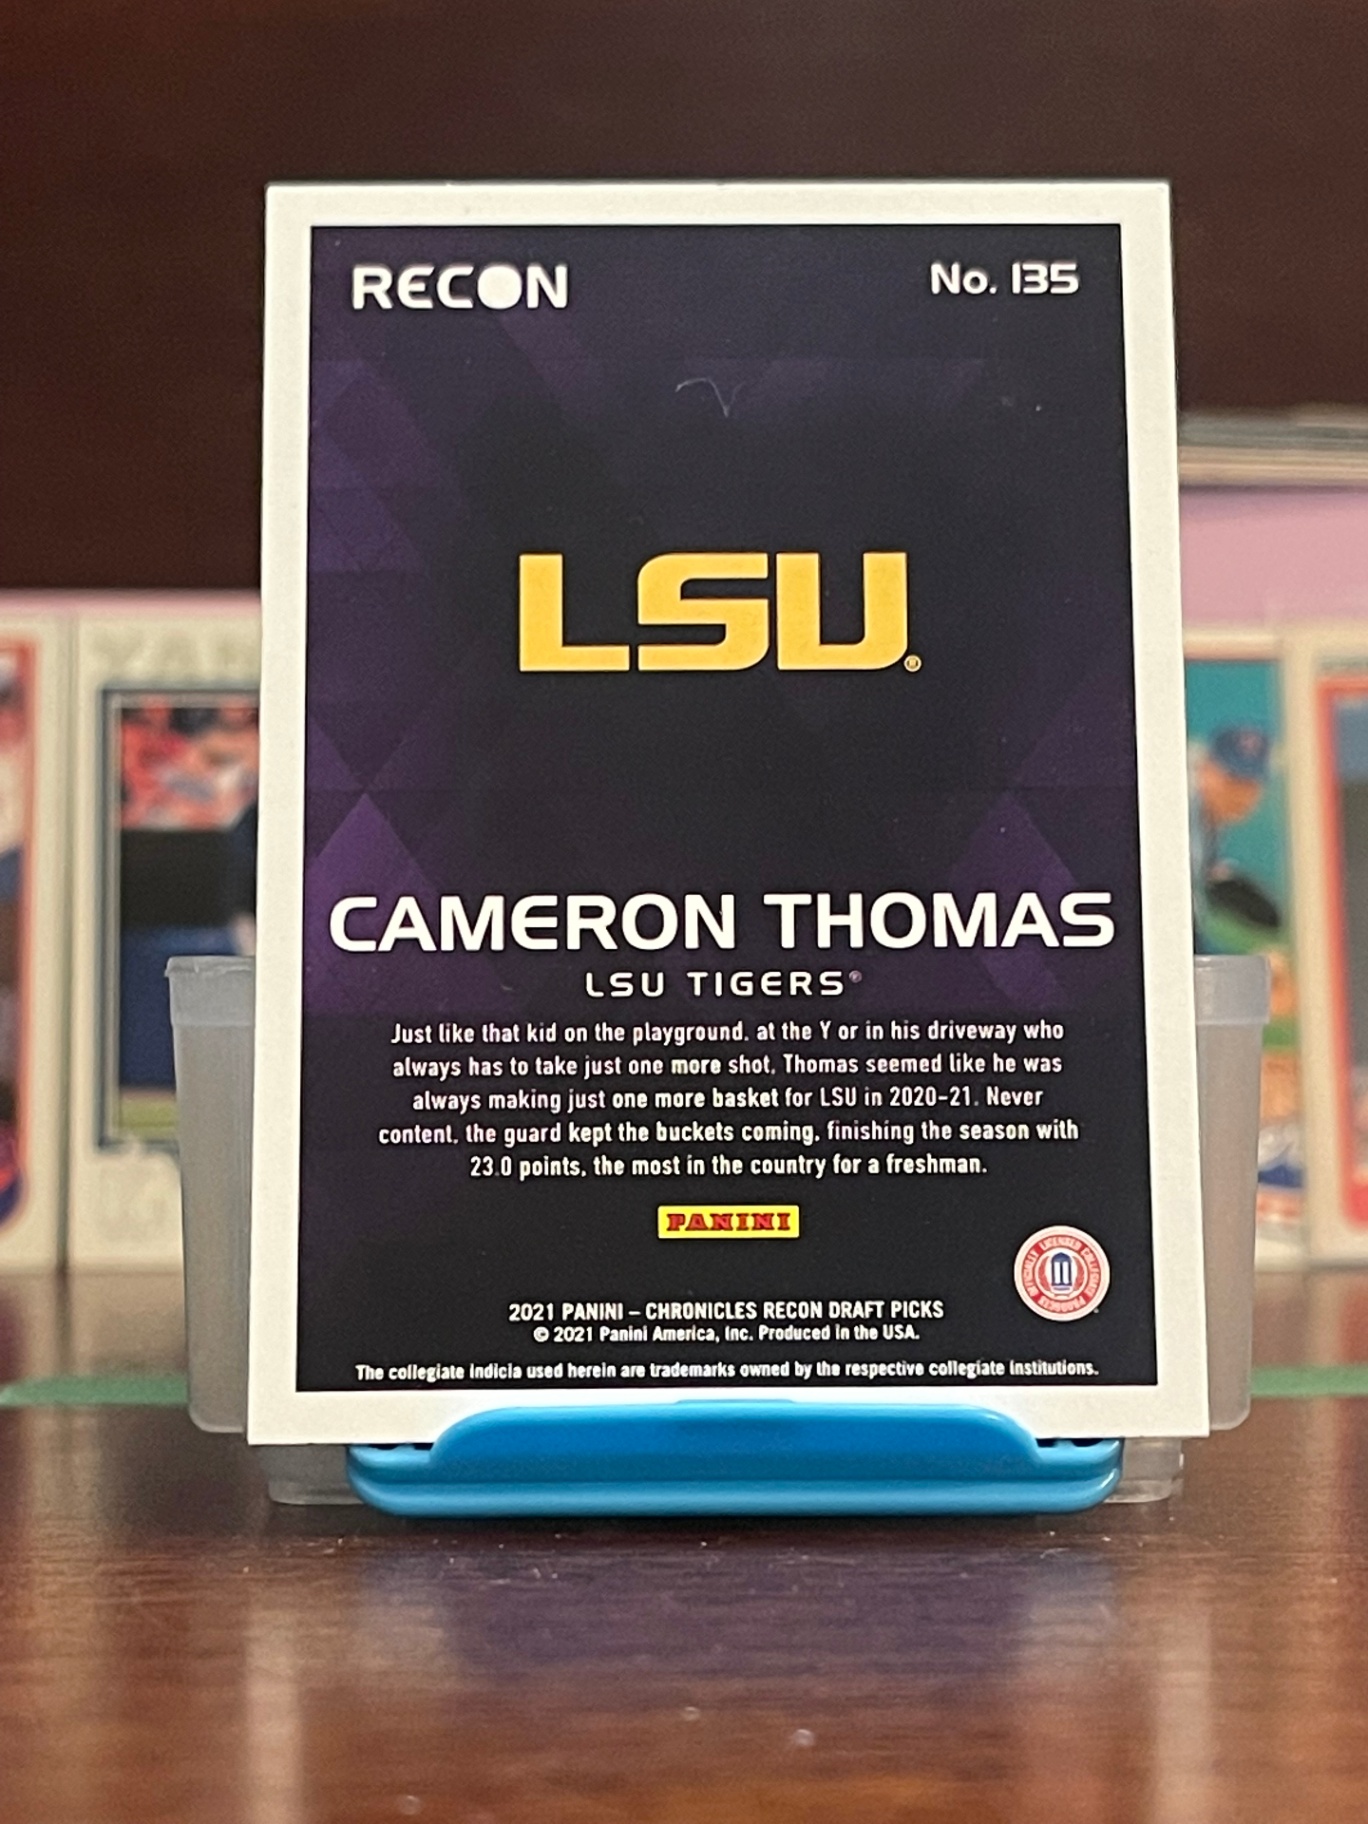 RECON
No. 135
LSU®
CAMERON THOMAS
LSU TIGERS®
Just like that kid on the playground, at the Y or in his driveway who
always has to take just one more shot, Thomas seemed like he was
always making just one more basket for LSU in 2020-21. Never
content, the guard kept the buckets coming, finishing the season with
23.0 points, the most in the country for a freshman.
PANINI
OFFICIALLY LICENSED COLLEGIATE PRODUCTS
2021 PANINI – CHRONICLES RECON DRAFT PICKS
© 2021 Panini America, Inc. Produced in the USA.
The collegiate indicia used herein are trademarks owned by the respective collegiate institutions.